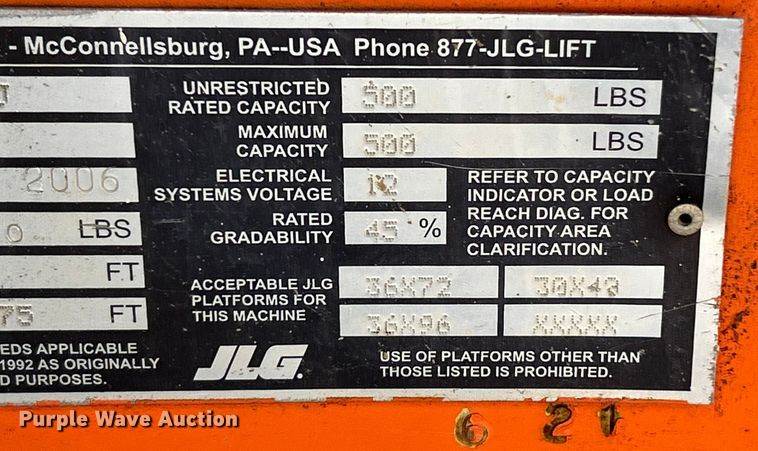 - McConnellsburg, PA--USA Phone 877-JLG-LIFT
UNRESTRICTED
RATED CAPACITY 500 LBS
MAXIMUM
CAPACITY 500 LBS
2006
ELECTRICAL
SYSTEMS VOLTAGE 12
0 LBS
RATED
GRADABILITY 45 %
REFER TO CAPACITY
INDICATOR OR LOAD
REACH DIAG. FOR
CAPACITY AREA
CLARIFICATION.
FT
75 FT
ACCEPTABLE JLG
PLATFORMS FOR
THIS MACHINE
36X72 30X48
36X96 XXXXX
EDS APPLICABLE
1992 AS ORIGINALLY
D PURPOSES.
JLG
USE OF PLATFORMS OTHER THAN
THOSE LISTED IS PROHIBITED.
Purple Wave Auction